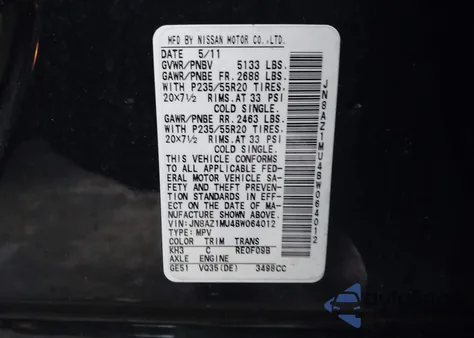 MFD BY NISSAN MOTOR CO.,LTD.
DATE 5/11
GVWR/PNBV 5133 LBS.
GAWR/PNBE FR. 2688 LBS.
WITH P235/55R20 TIRES,
20x7½ RIMS,AT 33 PSI
COLD SINGLE.
GAWR/PNBE RR. 2463 LBS.
WITH P235/55R20 TIRES,
20x7½ RIMS,AT 33 PSI
COLD SINGLE.
THIS VEHICLE CONFORMS
TO ALL APPLICABLE FED-
ERAL MOTOR VEHICLE SA-
FETY AND THEFT PREVEN-
TION STANDARDS IN EFF-
ECT ON THE DATE OF MA-
NUFACTURE SHOWN ABOVE.
VIN:JN8AZ1MU4BW064012
TYPE:MPV
COLOR TRIM TRANS
KH3 C RE0F09B
AXLE ENGINE
GE51 VQ35(DE) 3498CC
JN8AZ1MU4BW064012